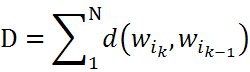 D = ∑₁ᴺ d(w_{i_k}, w_{i_{k-1}})